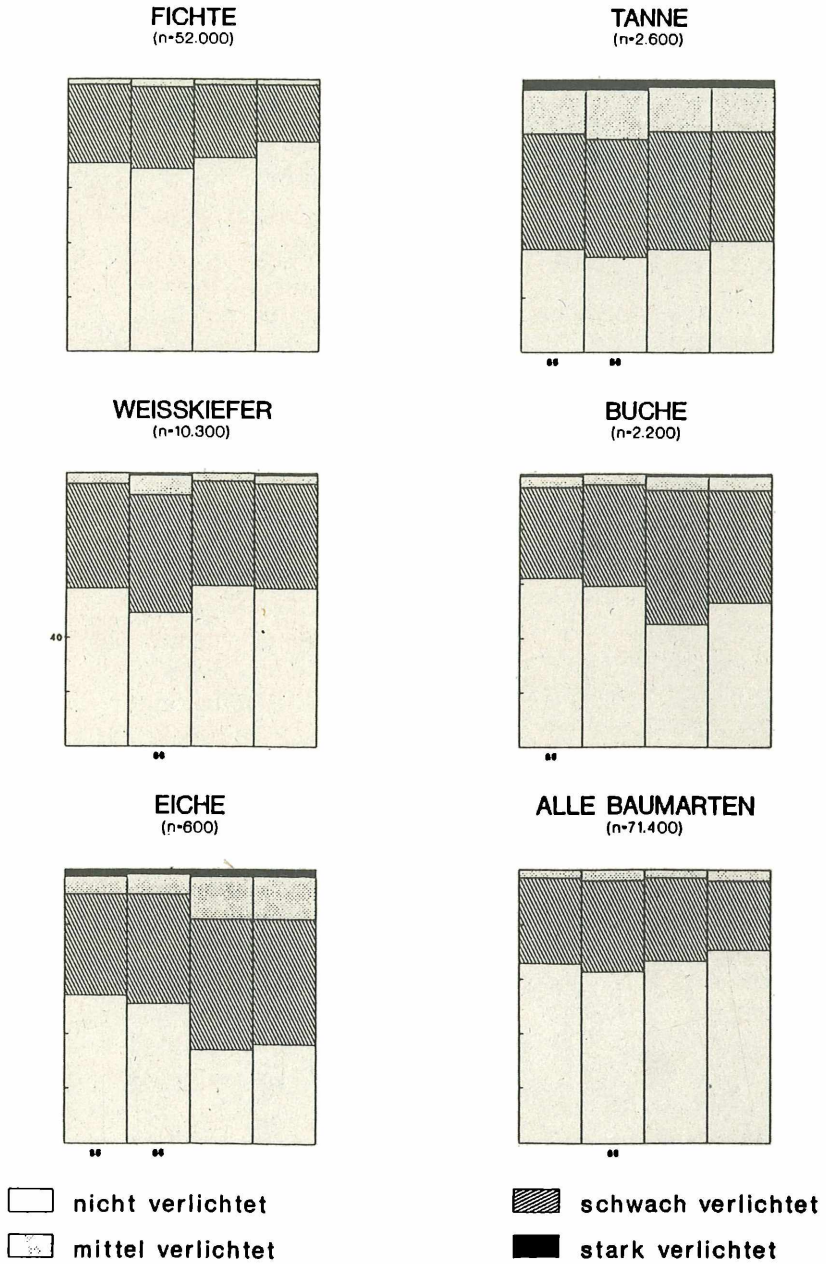 FICHTE
(n=52.000)
TANNE
(n=2.600)
WEISSKIEFER
(n=10.300)
40
BUCHE
(n=2.200)
EICHE
(n=600)
ALLE BAUMARTEN
(n=71.400)
nicht verlichtet
schwach verlichtet
mittel verlichtet
stark verlichtet